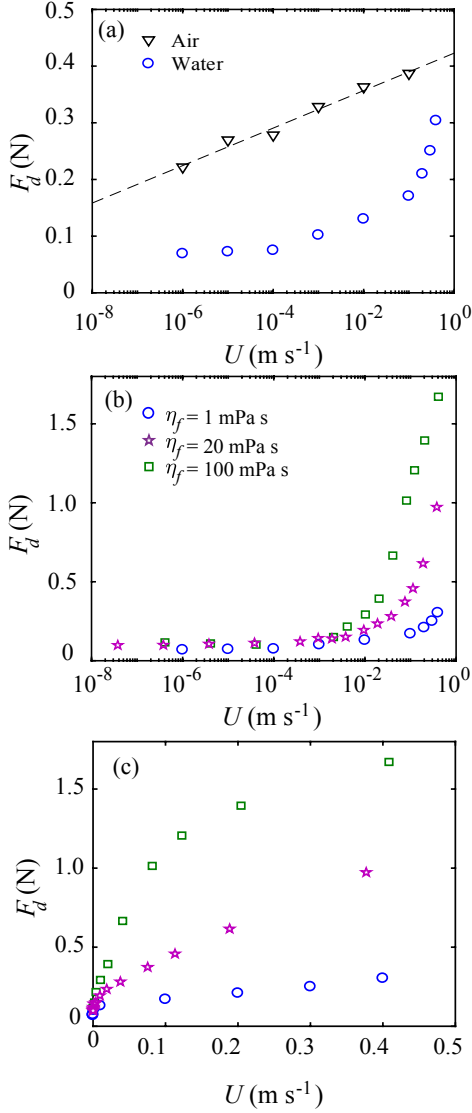 (a)
Air
Water
0.5
0.4
0.3
0.2
0.1
0
F_d (N)
10^-8 10^-6 10^-4 10^-2 10^0
U (m s^-1)
(b)
η_f = 1 mPa s
η_f = 20 mPa s
η_f = 100 mPa s
1.5
1.0
0.5
0
F_d (N)
10^-8 10^-6 10^-4 10^-2 10^0
U (m s^-1)
(c)
1.5
1.0
0.5
0
F_d (N)
0 0.1 0.2 0.3 0.4 0.5
U (m s^-1)